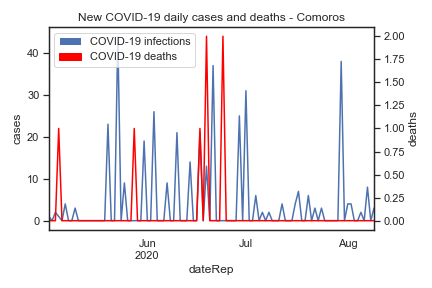 New COVID-19 daily cases and deaths - Comoros
COVID-19 infections
COVID-19 deaths
cases
deaths
40
30
20
10
0
2.00
1.75
1.50
1.25
1.00
0.75
0.50
0.25
0.00
Jun
2020
Jul
Aug
dateRep